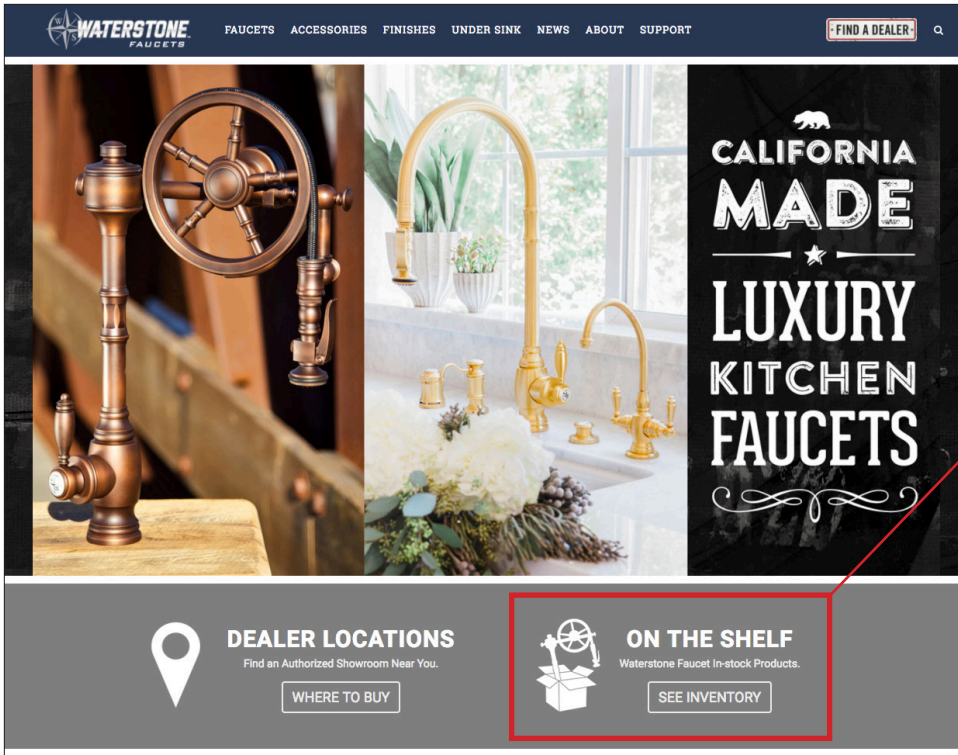 WATERSTONE
FAUCETS
FAUCETS ACCESSORIES FINISHES UNDER SINK NEWS ABOUT SUPPORT
FIND A DEALER
CALIFORNIA
MADE
LUXURY
KITCHEN
FAUCETS
DEALER LOCATIONS
Find an Authorized Showroom Near You.
WHERE TO BUY
ON THE SHELF
Waterstone Faucet In-stock Products.
SEE INVENTORY